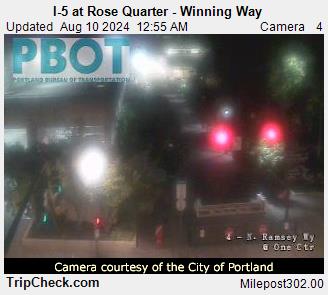 I-5 at Rose Quarter - Winning Way
Updated Aug 10 2024 12:55 AM Camera 4
PBOT
PORTLAND BUREAU OF TRANSPORTATION
4 - N. Ramsey Wy
@ One Ctr
Camera courtesy of the City of Portland
TripCheck.com Milepost302.00